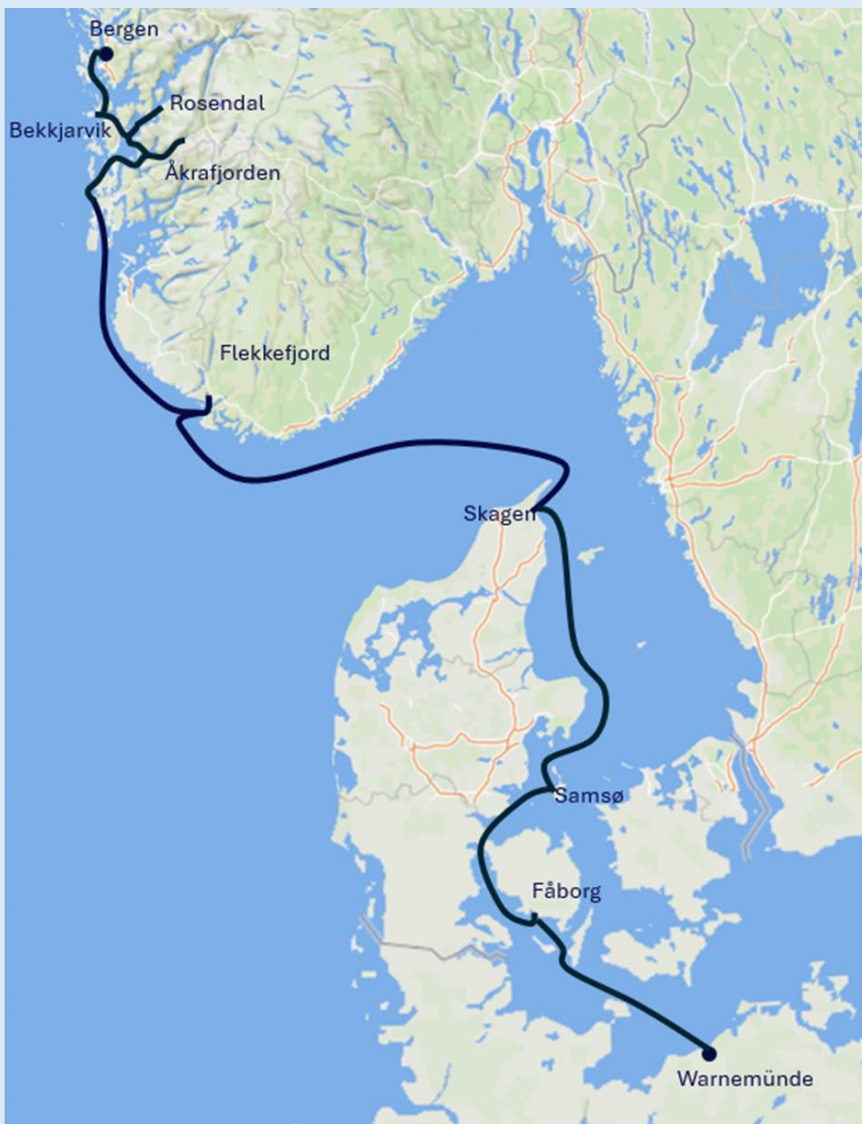 Bergen
Rosendal
Bekkjarvik
Åkrafjorden
Flekkefjord
Skagen
Samsø
Fåborg
Warnemünde